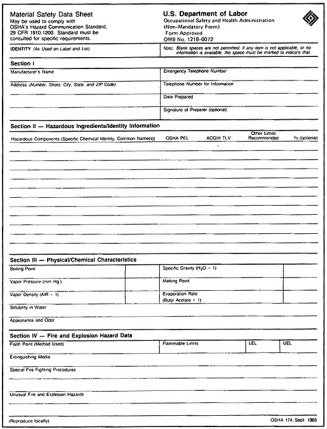 Material Safety Data Sheet
May be used to comply with
OSHA's Hazard Communication Standard,
29 CFR 1910.1200. Standard must be
consulted for specific requirements.
U.S. Department of Labor
Occupational Safety and Health Administration
(Non-Mandatory Form)
Form Approved
OMB No. 1218-0072
IDENTITY (As Used on Label and List)
Note: Blank spaces are not permitted. If any item is not applicable, or no
information is available, the space must be marked to indicate that.
Section I
Manufacturer's Name
Emergency Telephone Number
Address (Number, Street, City, State, and ZIP Code)
Telephone Number for Information
Date Prepared
Signature of Preparer (optional)
Section II — Hazardous Ingredients/Identity Information
Hazardous Components (Specific Chemical Identity; Common Name(s))
OSHA PEL
ACGIH TLV
Other Limits
Recommended
% (optional)
Section III — Physical/Chemical Characteristics
Boiling Point
Specific Gravity (H2O = 1)
Vapor Pressure (mm Hg.)
Melting Point
Vapor Density (AIR = 1)
Evaporation Rate
(Butyl Acetate = 1)
Solubility in Water
Appearance and Odor
Section IV — Fire and Explosion Hazard Data
Flash Point (Method Used)
Flammable Limits
LEL
UEL
Extinguishing Media
Special Fire Fighting Procedures
Unusual Fire and Explosion Hazards
(Reproduce locally)
OSHA 174, Sept. 1985